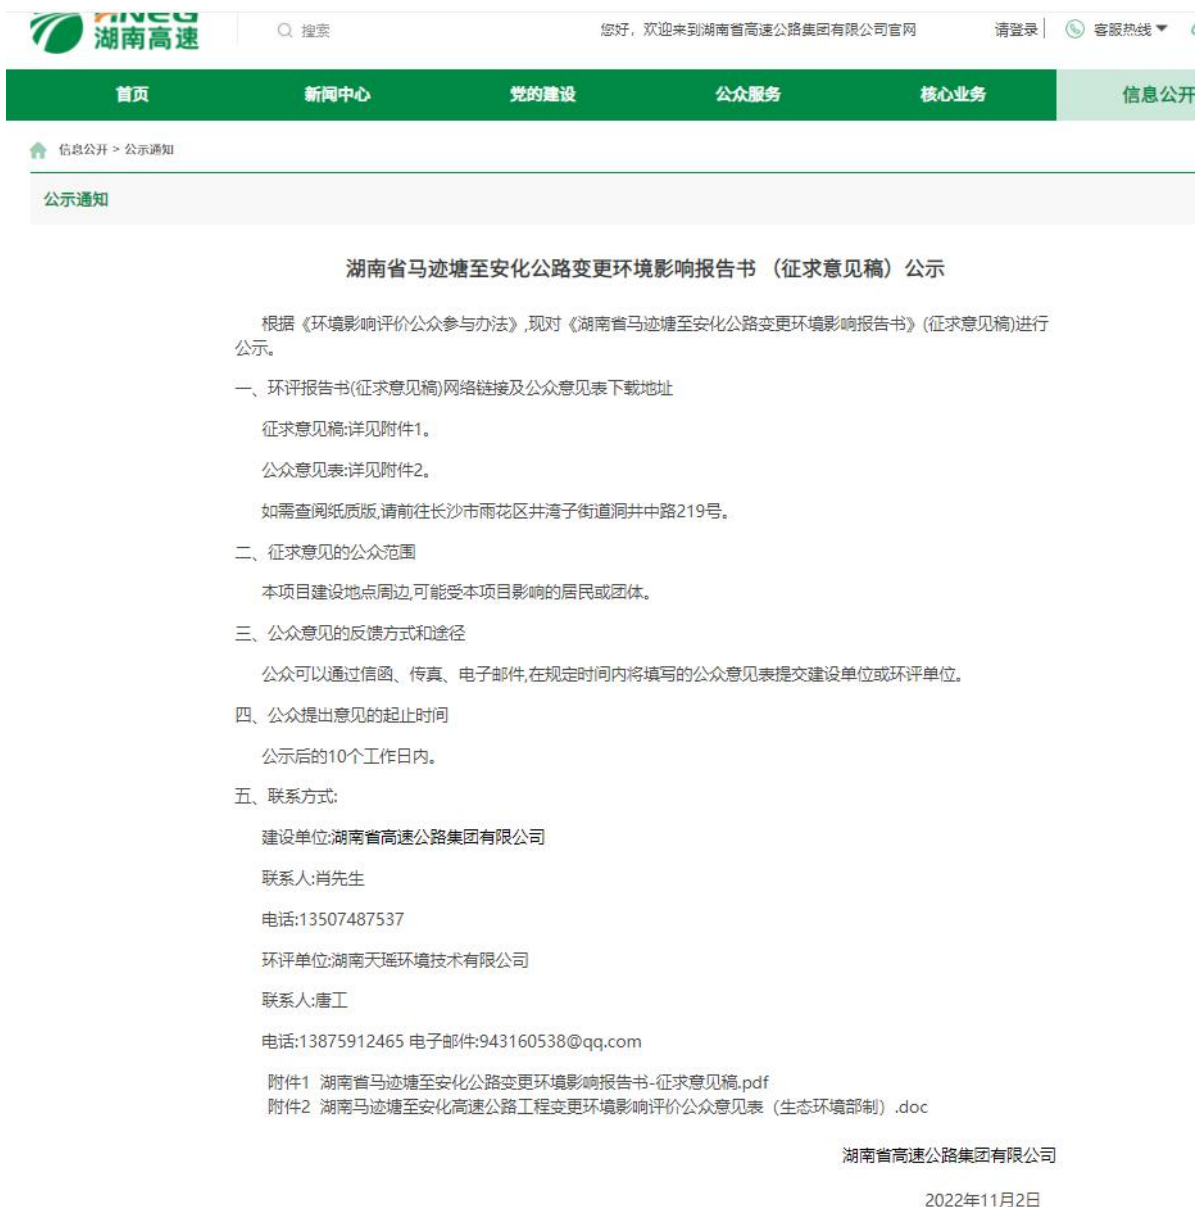 HNEG
湖南高速
搜索
您好，欢迎来到湖南省高速公路集团有限公司官网
请登录
客服热线
首页
新闻中心
党的建设
公众服务
核心业务
信息公开
信息公开 > 公示通知
公示通知
湖南省马迹塘至安化公路变更环境影响报告书 （征求意见稿）公示
根据《环境影响评价公众参与办法》,现对《湖南省马迹塘至安化公路变更环境影响报告书》(征求意见稿)进行
公示。
一、环评报告书(征求意见稿)网络链接及公众意见表下载地址
征求意见稿:详见附件1。
公众意见表:详见附件2。
如需查阅纸质版,请前往长沙市雨花区井湾子街道洞井中路219号。
二、征求意见的公众范围
本项目建设地点周边,可能受本项目影响的居民或团体。
三、公众意见的反馈方式和途径
公众可以通过信函、传真、电子邮件,在规定时间内将填写的公众意见表提交建设单位或环评单位。
四、公众提出意见的起止时间
公示后的10个工作日内。
五、联系方式:
建设单位:湖南省高速公路集团有限公司
联系人:肖先生
电话:13507487537
环评单位:湖南天瑶环境技术有限公司
联系人:唐工
电话:13875912465 电子邮件:943160538@qq.com
附件1 湖南省马迹塘至安化公路变更环境影响报告书-征求意见稿.pdf
附件2 湖南马迹塘至安化高速公路工程变更环境影响评价公众意见表（生态环境部制）.doc
湖南省高速公路集团有限公司
2022年11月2日